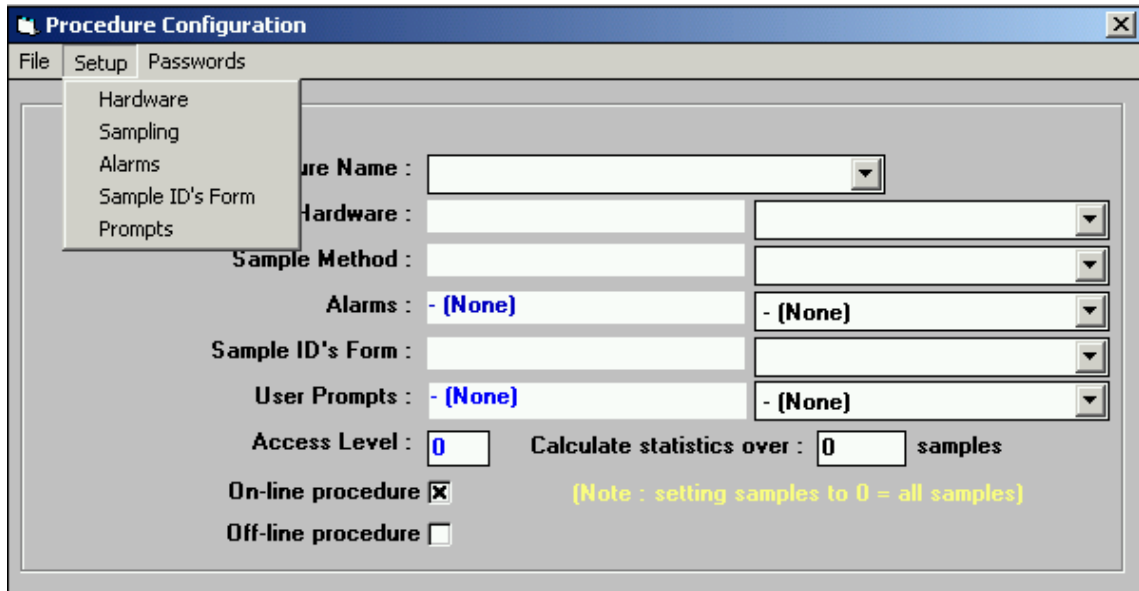 Procedure Configuration
File Setup Passwords
Hardware
Sampling
Alarms
Sample ID's Form
Prompts
ure Name :
Hardware :
Sample Method :
Alarms : - (None) - (None)
Sample ID's Form :
User Prompts : - (None) - (None)
Access Level : 0 Calculate statistics over : 0 samples
On-line procedure (Note : setting samples to 0 = all samples)
Off-line procedure